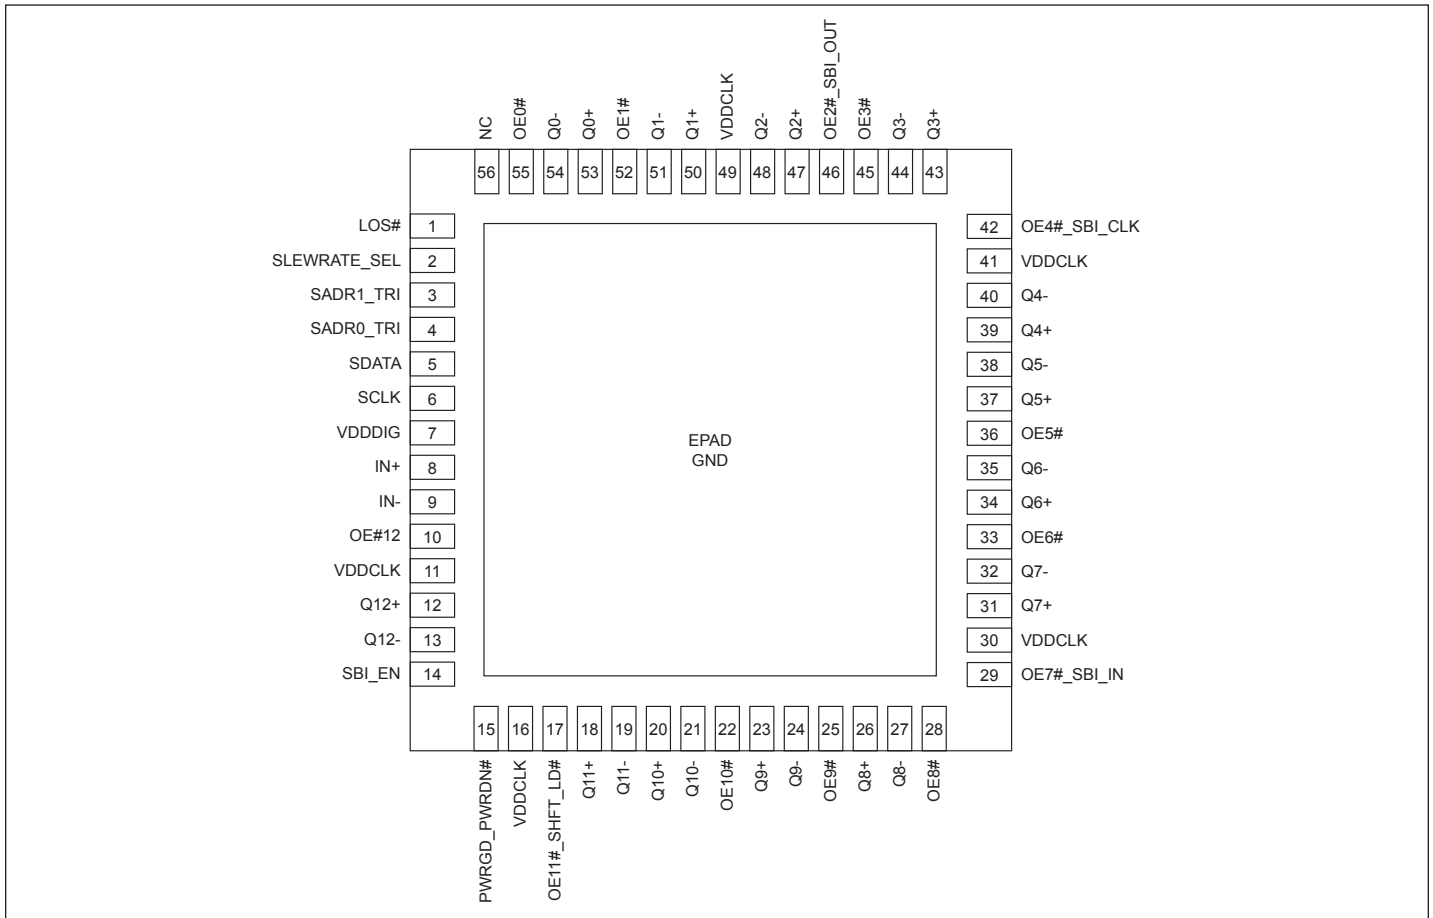 NC
OE0#
Q0-
Q0+
OE1#
Q1-
Q1+
VDDCLK
Q2-
Q2+
OE2#_SBI_OUT
OE3#
Q3-
Q3+
56
55
54
53
52
51
50
49
48
47
46
45
44
43
LOS# 1
SLEWRATE_SEL 2
SADR1_TRI 3
SADR0_TRI 4
SDATA 5
SCLK 6
VDDDIG 7
IN+ 8
IN- 9
OE#12 10
VDDCLK 11
Q12+ 12
Q12- 13
SBI_EN 14
EPAD
GND
42 OE4#_SBI_CLK
41 VDDCLK
40 Q4-
39 Q4+
38 Q5-
37 Q5+
36 OE5#
35 Q6-
34 Q6+
33 OE6#
32 Q7-
31 Q7+
30 VDDCLK
29 OE7#_SBI_IN
15
16
17
18
19
20
21
22
23
24
25
26
27
28
PWRGD_PWRDN#
VDDCLK
OE11#_SHFT_LD#
Q11+
Q11-
Q10+
Q10-
OE10#
Q9+
Q9-
OE9#
Q8+
Q8-
OE8#